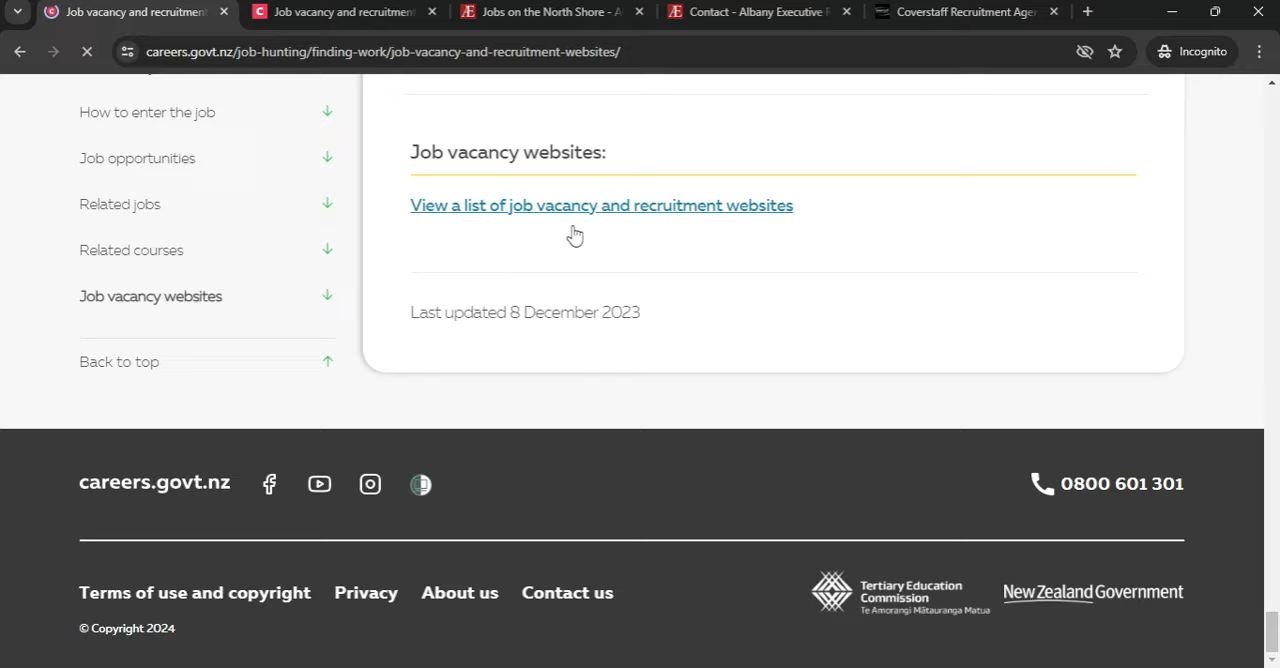 Job vacancy and recruitment
Job vacancy and recruitment
Jobs on the North Shore - A
Contact - Albany Executive R
Coverstaff Recruitment Age
careers.govt.nz/job-hunting/finding-work/job-vacancy-and-recruitment-websites/
Incognito
How to enter the job
Job opportunities
Related jobs
Related courses
Job vacancy websites
Back to top
Job vacancy websites:
View a list of job vacancy and recruitment websites
Last updated 8 December 2023
careers.govt.nz
0800 601 301
Terms of use and copyright
Privacy
About us
Contact us
© Copyright 2024
Tertiary Education
Commission
Te Amorangi Mātauranga Matua
New Zealand Government